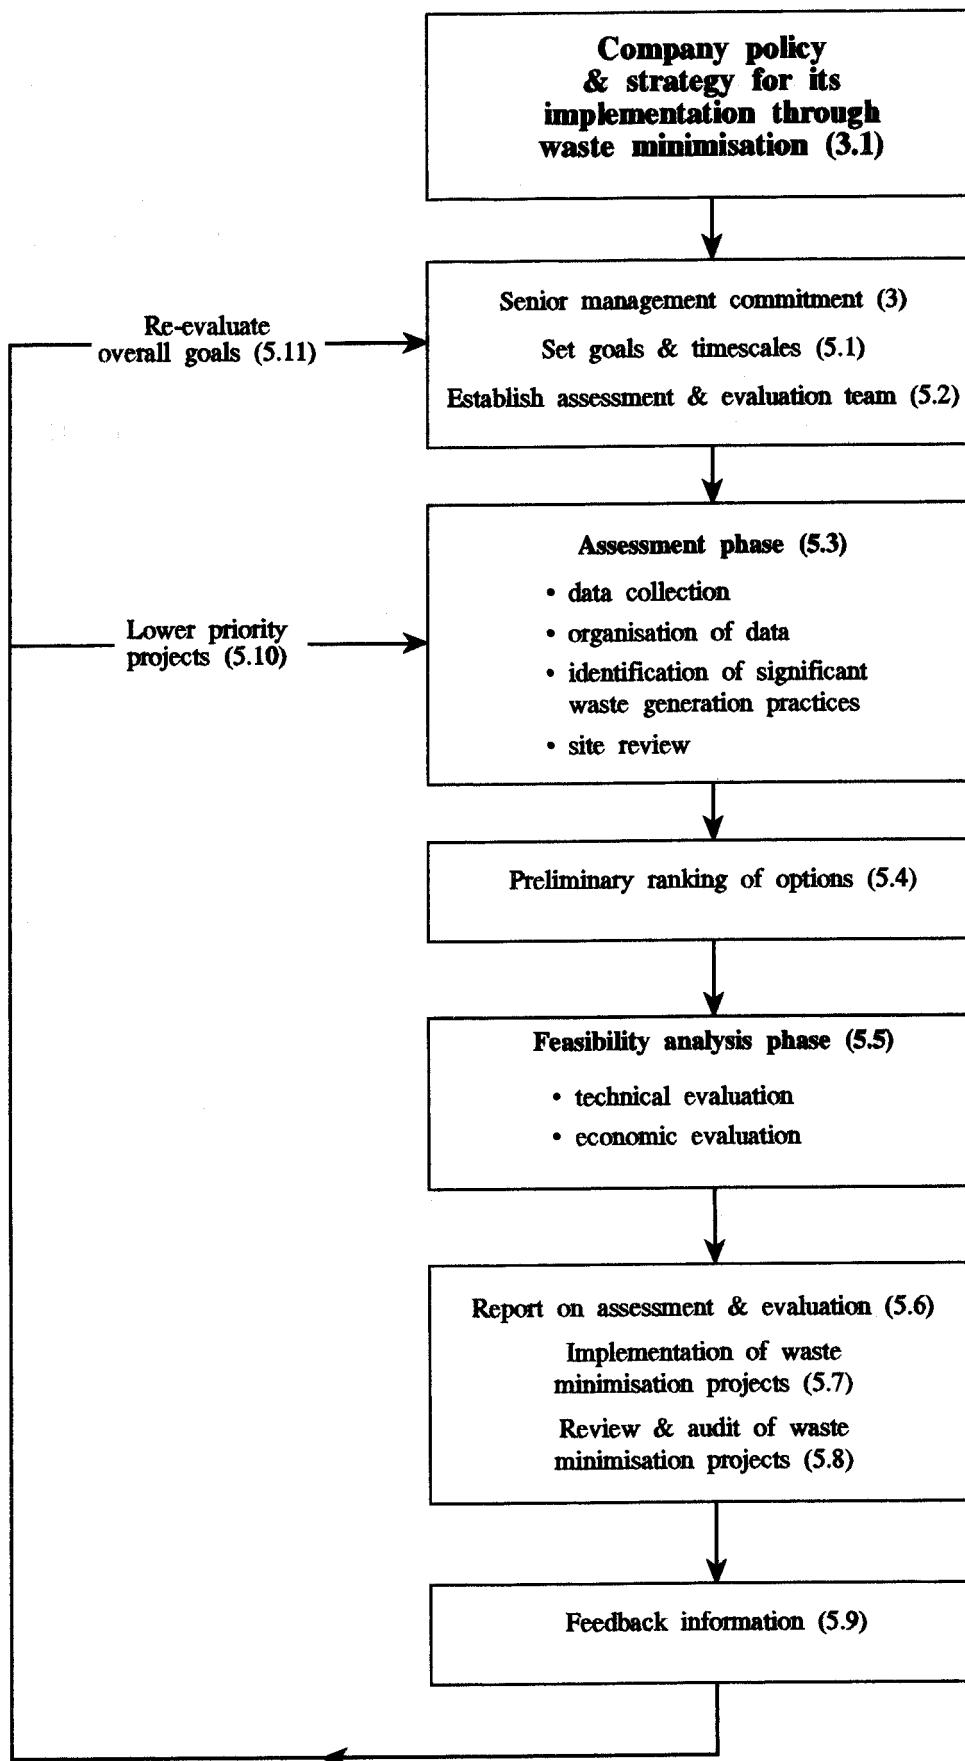 Company policy
& strategy for its
implementation through
waste minimisation (3.1)
Senior management commitment (3)
Set goals & timescales (5.1)
Establish assessment & evaluation team (5.2)
Re-evaluate
overall goals (5.11)
Assessment phase (5.3)
• data collection
• organisation of data
• identification of significant
waste generation practices
• site review
Lower priority
projects (5.10)
Preliminary ranking of options (5.4)
Feasibility analysis phase (5.5)
• technical evaluation
• economic evaluation
Report on assessment & evaluation (5.6)
Implementation of waste
minimisation projects (5.7)
Review & audit of waste
minimisation projects (5.8)
Feedback information (5.9)